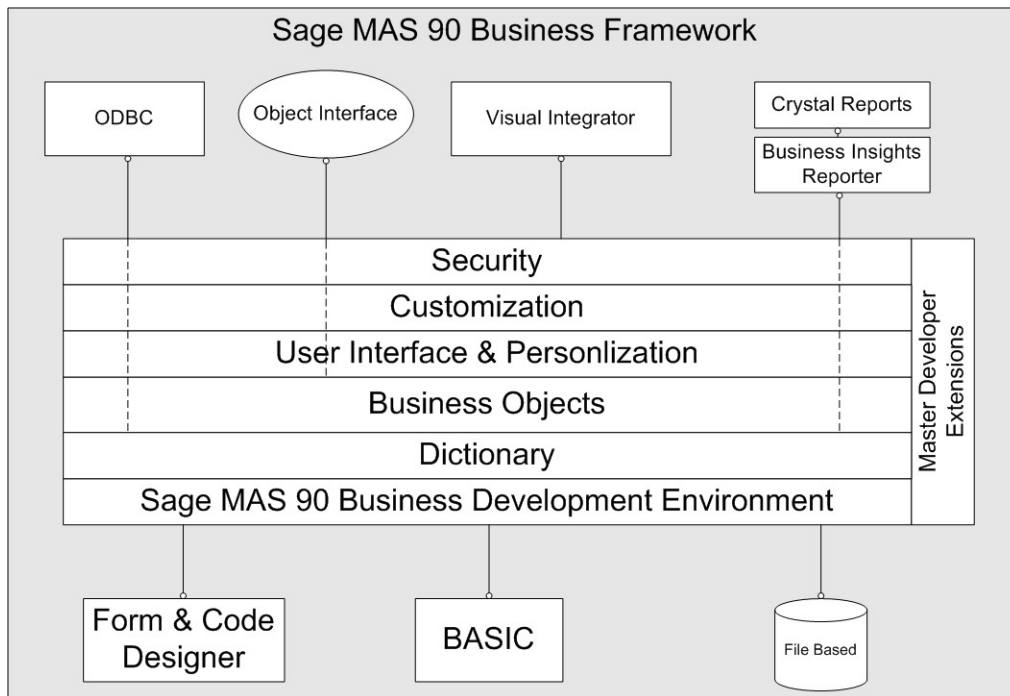 Sage MAS 90 Business Framework
ODBC
Object Interface
Visual Integrator
Crystal Reports
Business Insights
Reporter
Security
Customization
User Interface & Personlization
Business Objects
Dictionary
Sage MAS 90 Business Development Environment
Master Developer
Extensions
Form & Code
Designer
BASIC
File Based